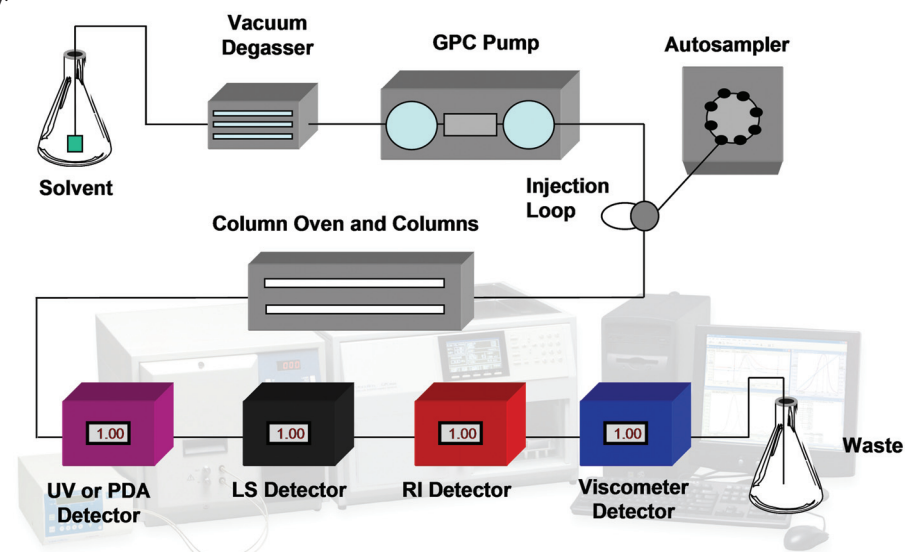 Vacuum
Degasser
GPC Pump
Autosampler
Solvent
Injection
Loop
Column Oven and Columns
1.00
1.00
1.00
1.00
Waste
UV or PDA
Detector
LS Detector
RI Detector
Viscometer
Detector